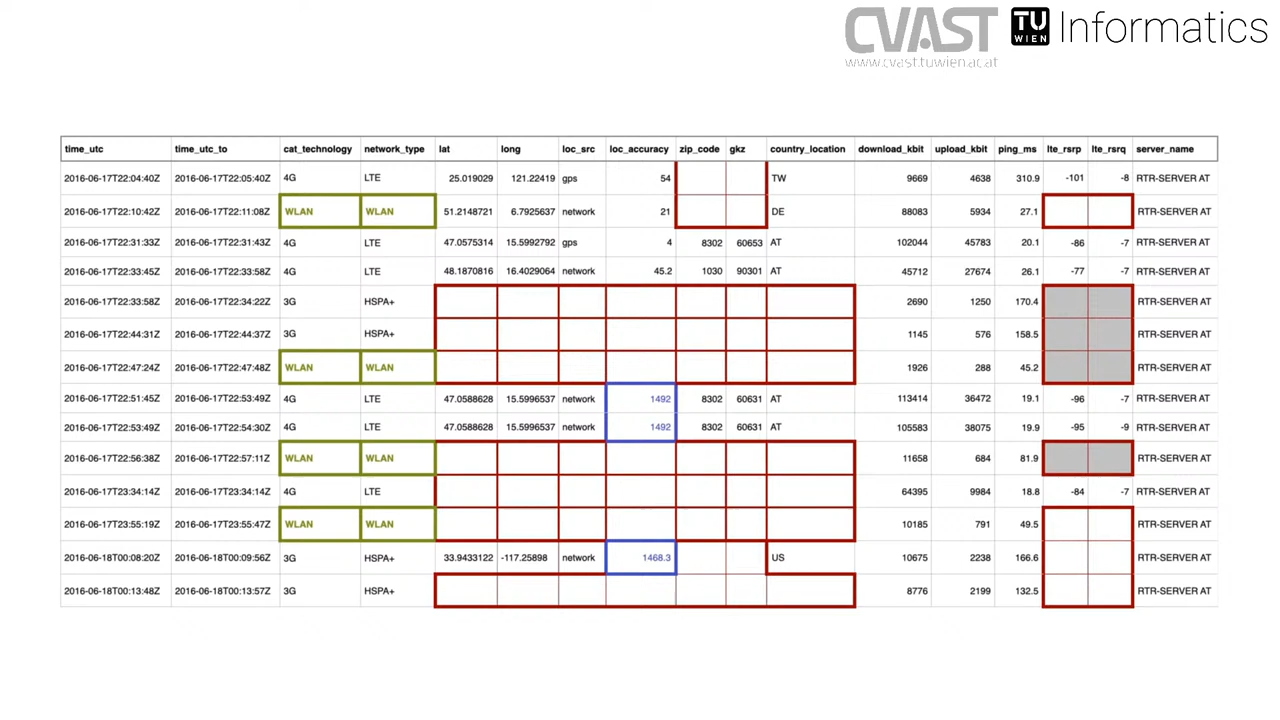 CVAST TU WIEN Informatics
www.cvast.tuwien.ac.at
time_utc time_utc_to cat_technology network_type lat long loc_src loc_accuracy zip_code gkz country_location download_kbit upload_kbit ping_ms lte_rsrp lte_rsrq server_name
2016-06-17T22:04:40Z 2016-06-17T22:05:40Z 4G LTE 25.019029 121.22419 gps 54 TW 9669 4638 310.9 -101 -8 RTR-SERVER AT
2016-06-17T22:10:42Z 2016-06-17T22:11:08Z WLAN WLAN 51.2148721 6.7925637 network 21 DE 88083 5934 27.1 RTR-SERVER AT
2016-06-17T22:31:33Z 2016-06-17T22:31:43Z 4G LTE 47.0575314 15.5992792 gps 4 8302 60653 AT 102044 45783 20.1 -86 -7 RTR-SERVER AT
2016-06-17T22:33:45Z 2016-06-17T22:33:58Z 4G LTE 48.1870816 16.4029064 network 45.2 1030 90301 AT 45712 27674 26.1 -77 -7 RTR-SERVER AT
2016-06-17T22:33:58Z 2016-06-17T22:34:22Z 3G HSPA+ 2690 1250 170.4 RTR-SERVER AT
2016-06-17T22:44:31Z 2016-06-17T22:44:37Z 3G HSPA+ 1145 576 158.5 RTR-SERVER AT
2016-06-17T22:47:24Z 2016-06-17T22:47:48Z WLAN WLAN 1926 288 45.2 RTR-SERVER AT
2016-06-17T22:51:45Z 2016-06-17T22:53:49Z 4G LTE 47.0588628 15.5996537 network 1492 8302 60631 AT 113414 36472 19.1 -96 -7 RTR-SERVER AT
2016-06-17T22:53:49Z 2016-06-17T22:54:30Z 4G LTE 47.0588628 15.5996537 network 1492 8302 60631 AT 105583 38075 19.9 -95 -9 RTR-SERVER AT
2016-06-17T22:56:38Z 2016-06-17T22:57:11Z WLAN WLAN 11658 684 81.9 RTR-SERVER AT
2016-06-17T23:34:14Z 2016-06-17T23:34:14Z 4G LTE 64395 9984 18.8 -84 -7 RTR-SERVER AT
2016-06-17T23:55:19Z 2016-06-17T23:55:47Z WLAN WLAN 10185 791 49.5 RTR-SERVER AT
2016-06-18T00:08:20Z 2016-06-18T00:09:56Z 3G HSPA+ 33.9433122 -117.25898 network 1468.3 US 10675 2238 166.6 RTR-SERVER AT
2016-06-18T00:13:48Z 2016-06-18T00:13:57Z 3G HSPA+ 8776 2199 132.5 RTR-SERVER AT